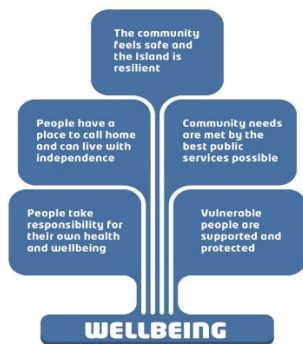 The community
feels safe and
the Island is
resilient
People have a
place to call home
and can live with
independence
Community needs
are met by the
best public
services possible
People take
responsibility for
their own health
and wellbeing
Vulnerable
people are
supported and
protected
WELLBEING